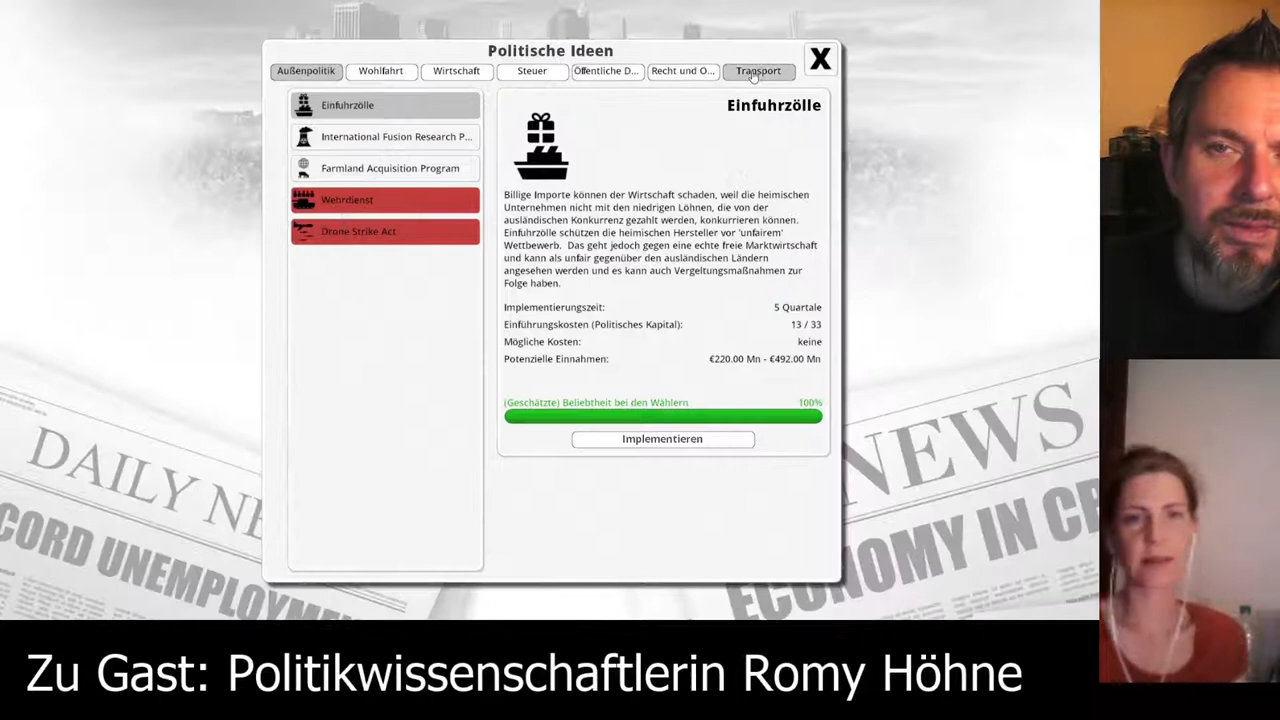 Politische Ideen
X
Außenpolitik
Wohlfahrt
Wirtschaft
Steuer
Öffentliche D...
Recht und O...
Transport
Einfuhrzölle
International Fusion Research P...
Farmland Acquisition Program
Wehrdienst
Drone Strike Act
Einfuhrzölle
Billige Importe können der Wirtschaft schaden, weil die heimischen
Unternehmen nicht mit den niedrigen Löhnen, die von der
ausländischen Konkurrenz gezahlt werden, konkurrieren können.
Einfuhrzölle schützen die heimischen Hersteller vor 'unfairem'
Wettbewerb. Das geht jedoch gegen eine echte freie Marktwirtschaft
und kann als unfair gegenüber den ausländischen Ländern
angesehen werden und es kann auch Vergeltungsmaßnahmen zur
Folge haben.
Implementierungszeit: 5 Quartale
Einführungskosten (Politisches Kapital): 13 / 33
Mögliche Kosten: keine
Potenzielle Einnahmen: €220.00 Mn - €492.00 Mn
(Geschätzte) Beliebtheit bei den Wählern 100%
Implementieren
DAILY NE
CORD UNEMPLOYME
NEWS
ECONOMY IN CR
Zu Gast: Politikwissenschaftlerin Romy Höhne